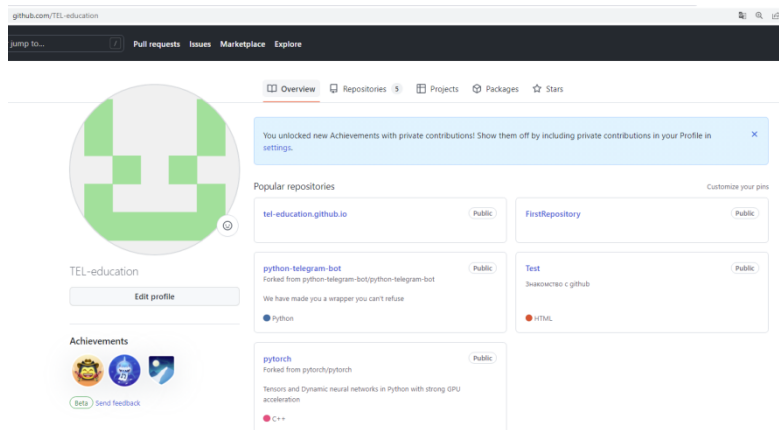 github.com/TEL-education
jump to... / Pull requests Issues Marketplace Explore
Overview Repositories 5 Projects Packages Stars
You unlocked new Achievements with private contributions! Show them off by including private contributions in your Profile in
settings.
Popular repositories Customize your pins
tel-education.github.io Public
FirstRepository Public
TEL-education
Edit profile
Achievements
Beta Send feedback
python-telegram-bot Public
Forked from python-telegram-bot/python-telegram-bot
We have made you a wrapper you can't refuse
Python
Test Public
Знакомство с github
HTML
pytorch Public
Forked from pytorch/pytorch
Tensors and Dynamic neural networks in Python with strong GPU
acceleration
C++